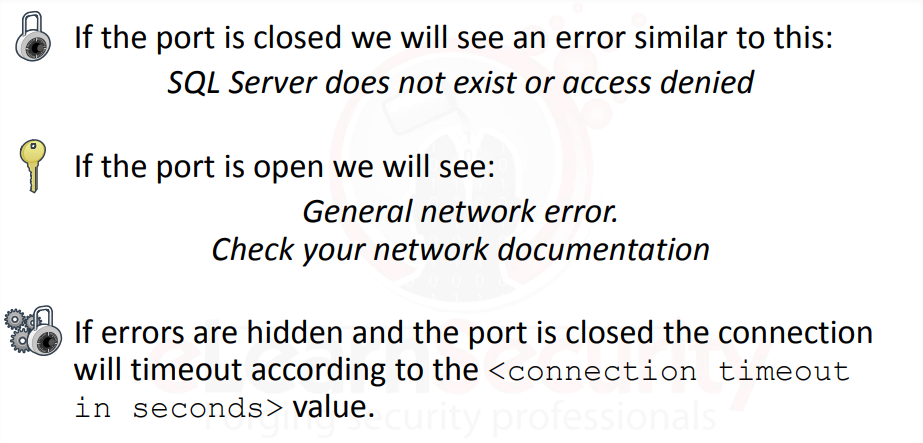 If the port is closed we will see an error similar to this:
SQL Server does not exist or access denied
If the port is open we will see:
General network error.
Check your network documentation
If errors are hidden and the port is closed the connection
will timeout according to the <connection timeout
in seconds> value.
Forging security professionals